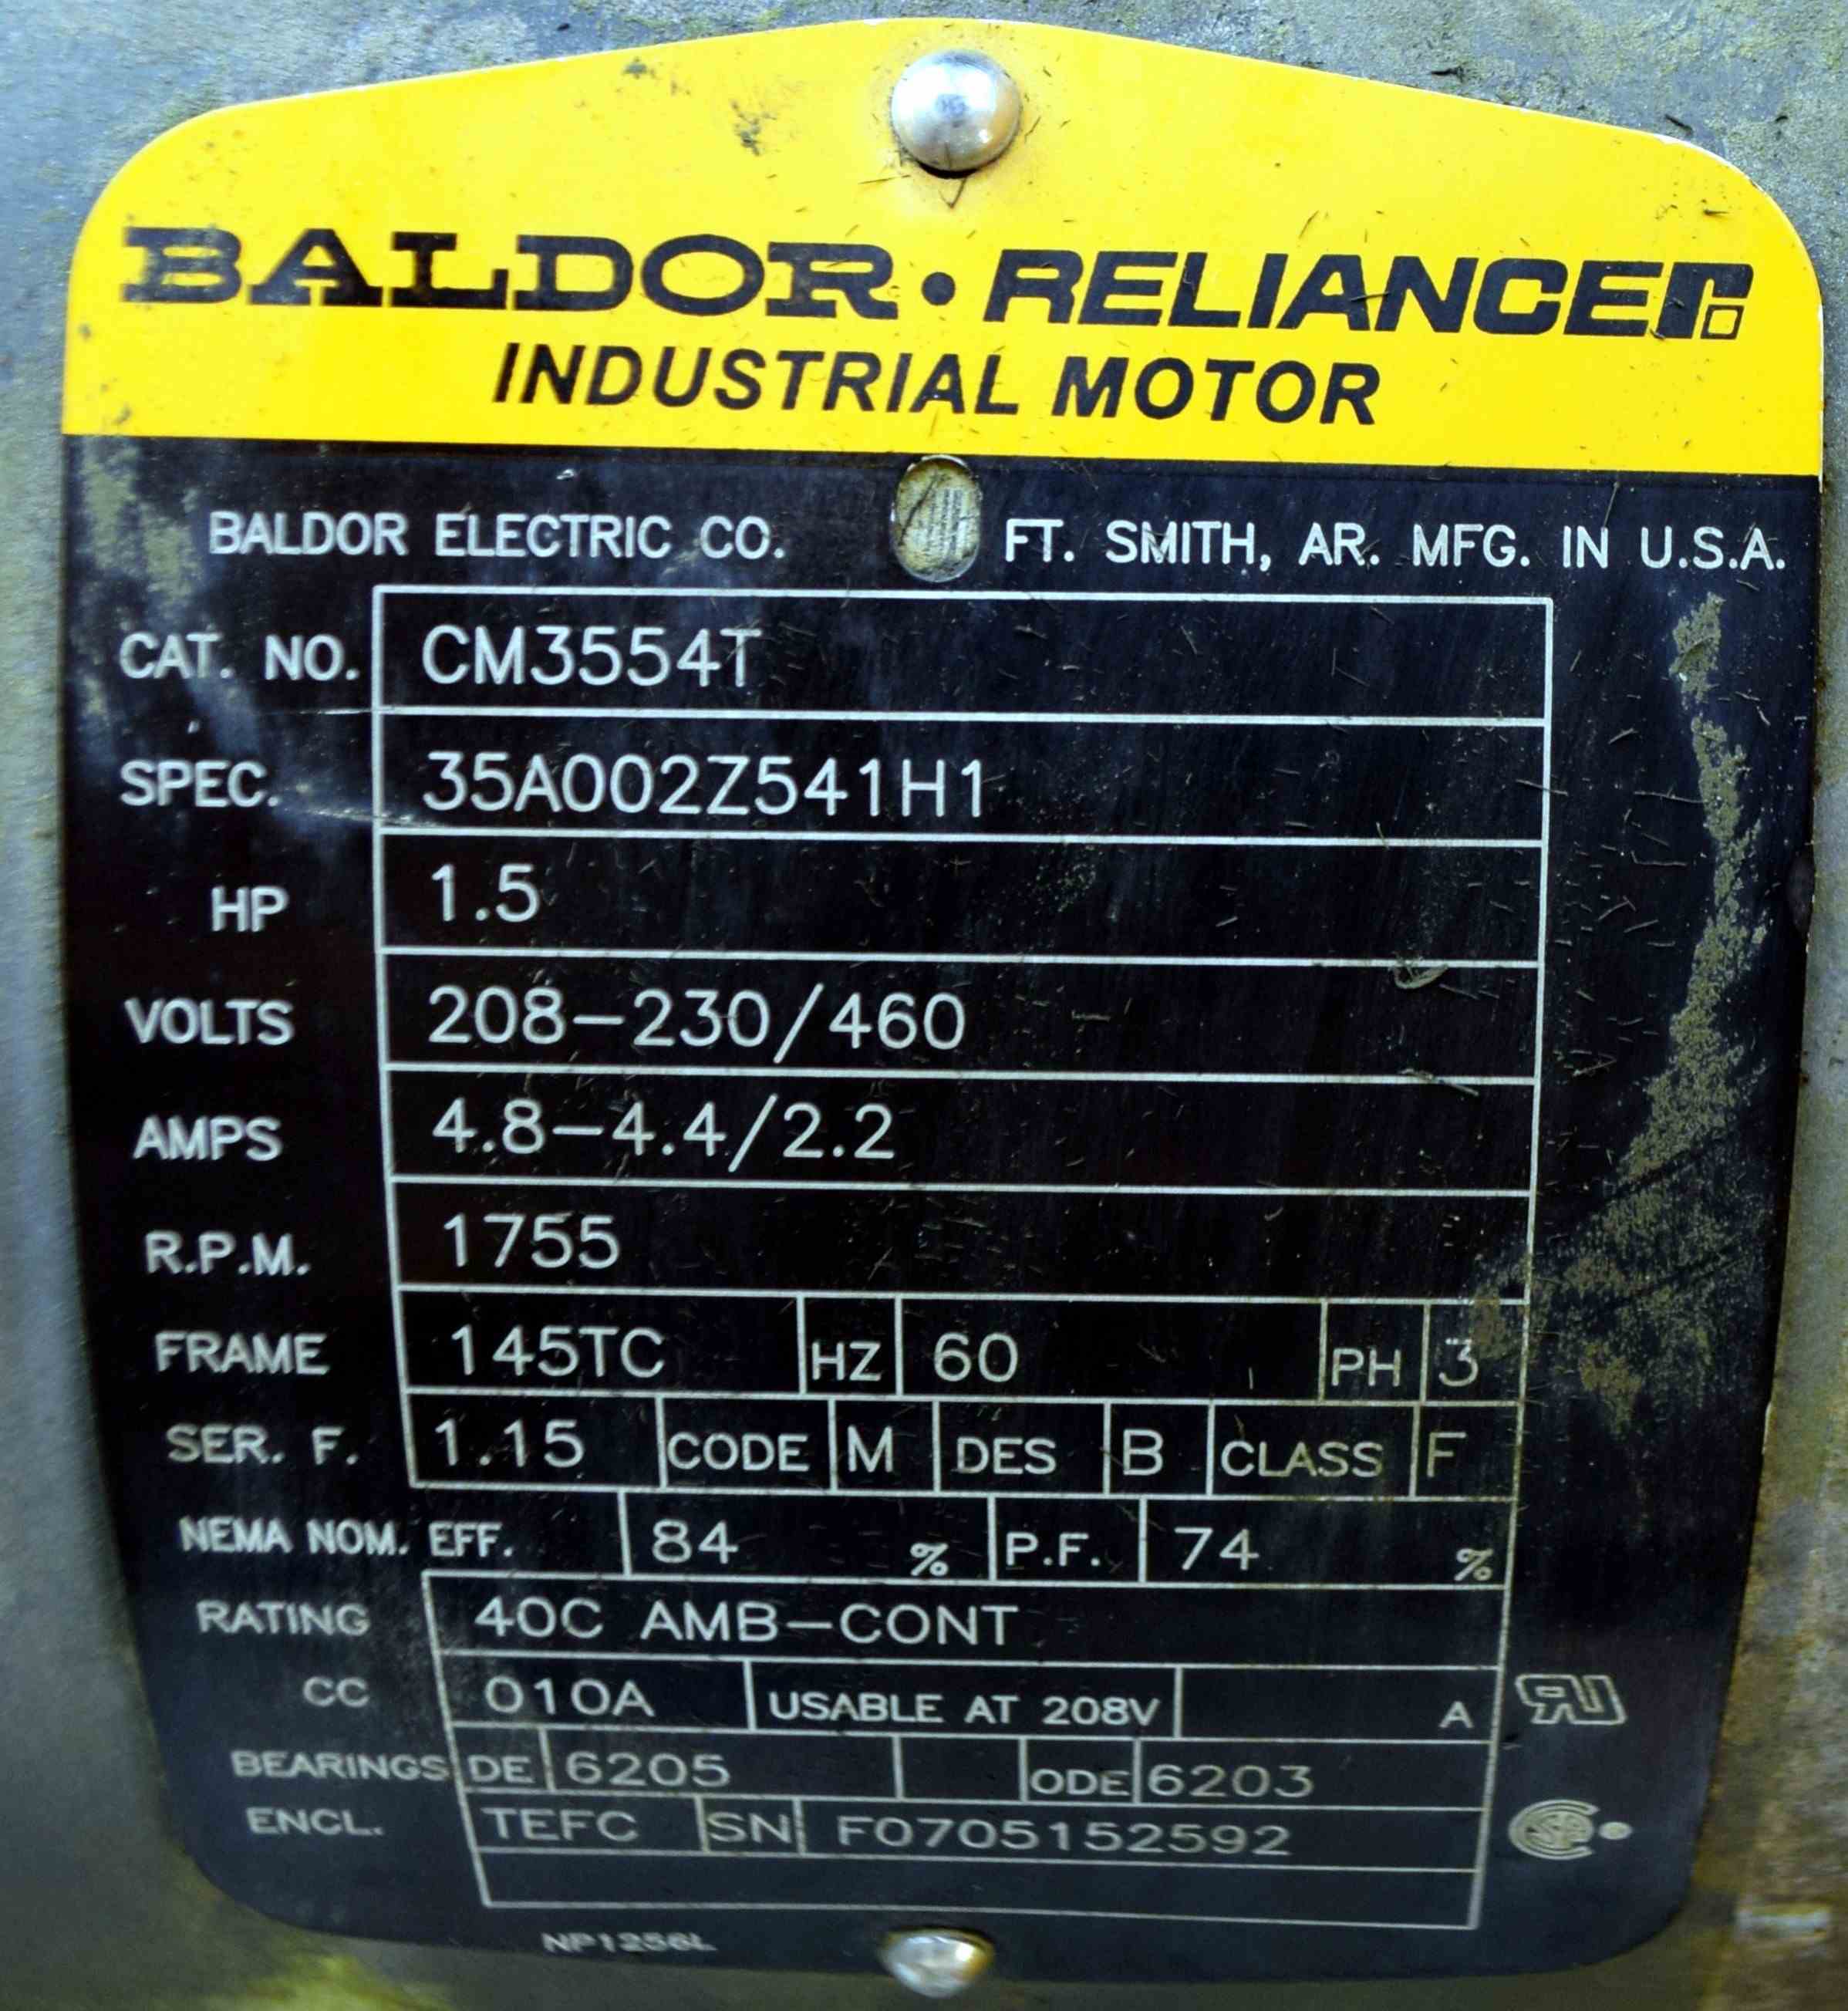 BALDOR • RELIANCE
INDUSTRIAL MOTOR
BALDOR ELECTRIC CO. FT. SMITH, AR. MFG. IN U.S.A.
CAT. NO. CM3554T
SPEC. 35A002Z541H1
HP 1.5
VOLTS 208-230/460
AMPS 4.8-4.4/2.2
R.P.M. 1755
FRAME 145TC HZ 60 PH 3
SER. F. 1.15 CODE M DES B CLASS F
NEMA NOM. EFF. 84 % P.F. 74 %
RATING 40C AMB-CONT
CC 010A USABLE AT 208V A
BEARINGS DE 6205 ODE 6203
ENCL. TEFC SN F0705152592
NP1256L